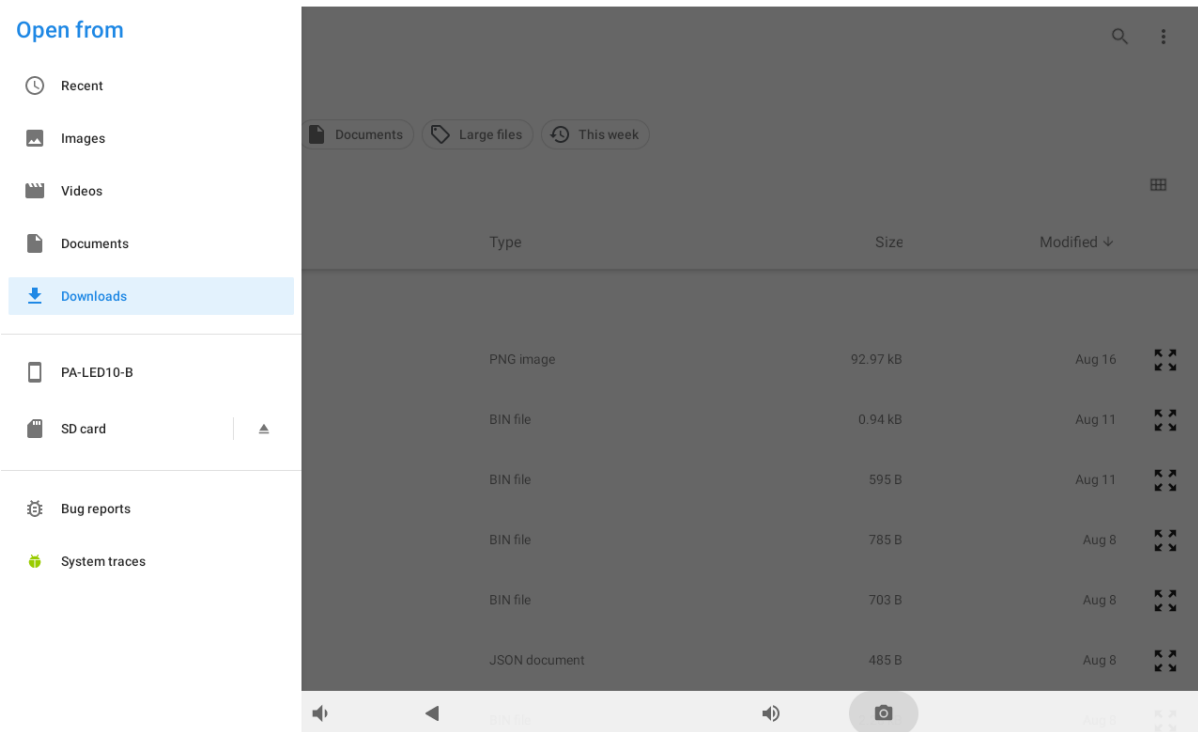 Open from
Recent
Images
Videos
Documents
Downloads
PA-LED10-B
SD card
Bug reports
System traces
Documents Large files This week
Type Size Modified
PNG image 92.97 kB Aug 16
BIN file 0.94 kB Aug 11
BIN file 595 B Aug 11
BIN file 785 B Aug 8
BIN file 703 B Aug 8
JSON document 485 B Aug 8